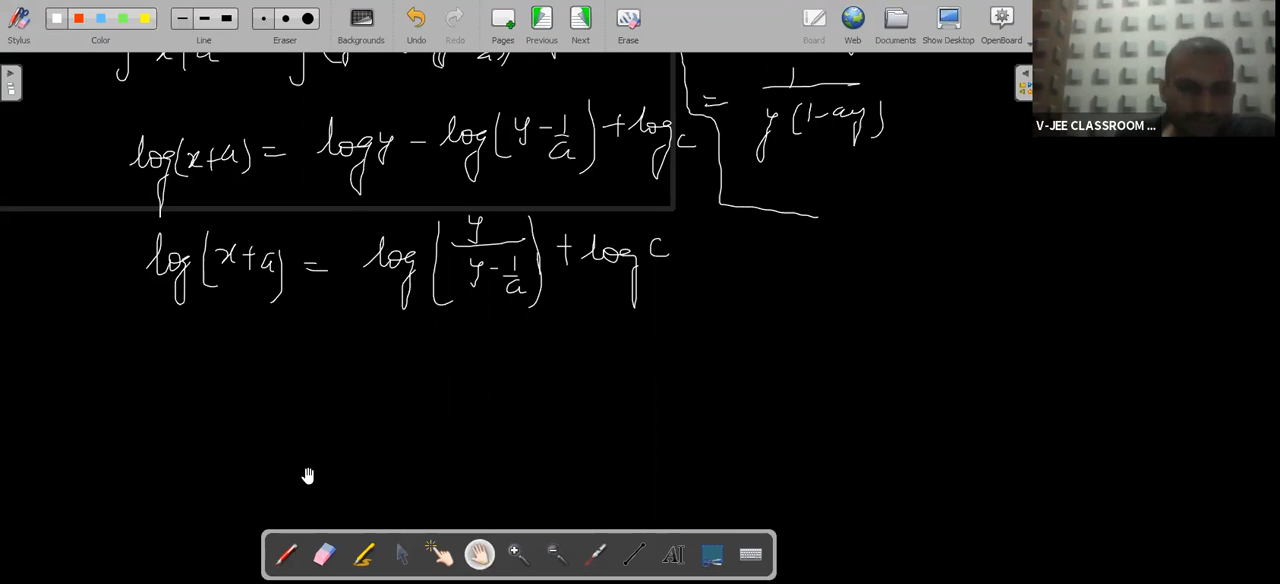 Stylus Color Line Eraser Backgrounds Undo Redo Pages Previous Next Erase Board Web Documents Show Desktop OpenBoard
V-JEE CLASSROOM ...
= 1/(y(1-ay))
log(x+a) = log y - log(y - 1/a) + log c
log(x+a) = log(y/(y - 1/a)) + log c
AI